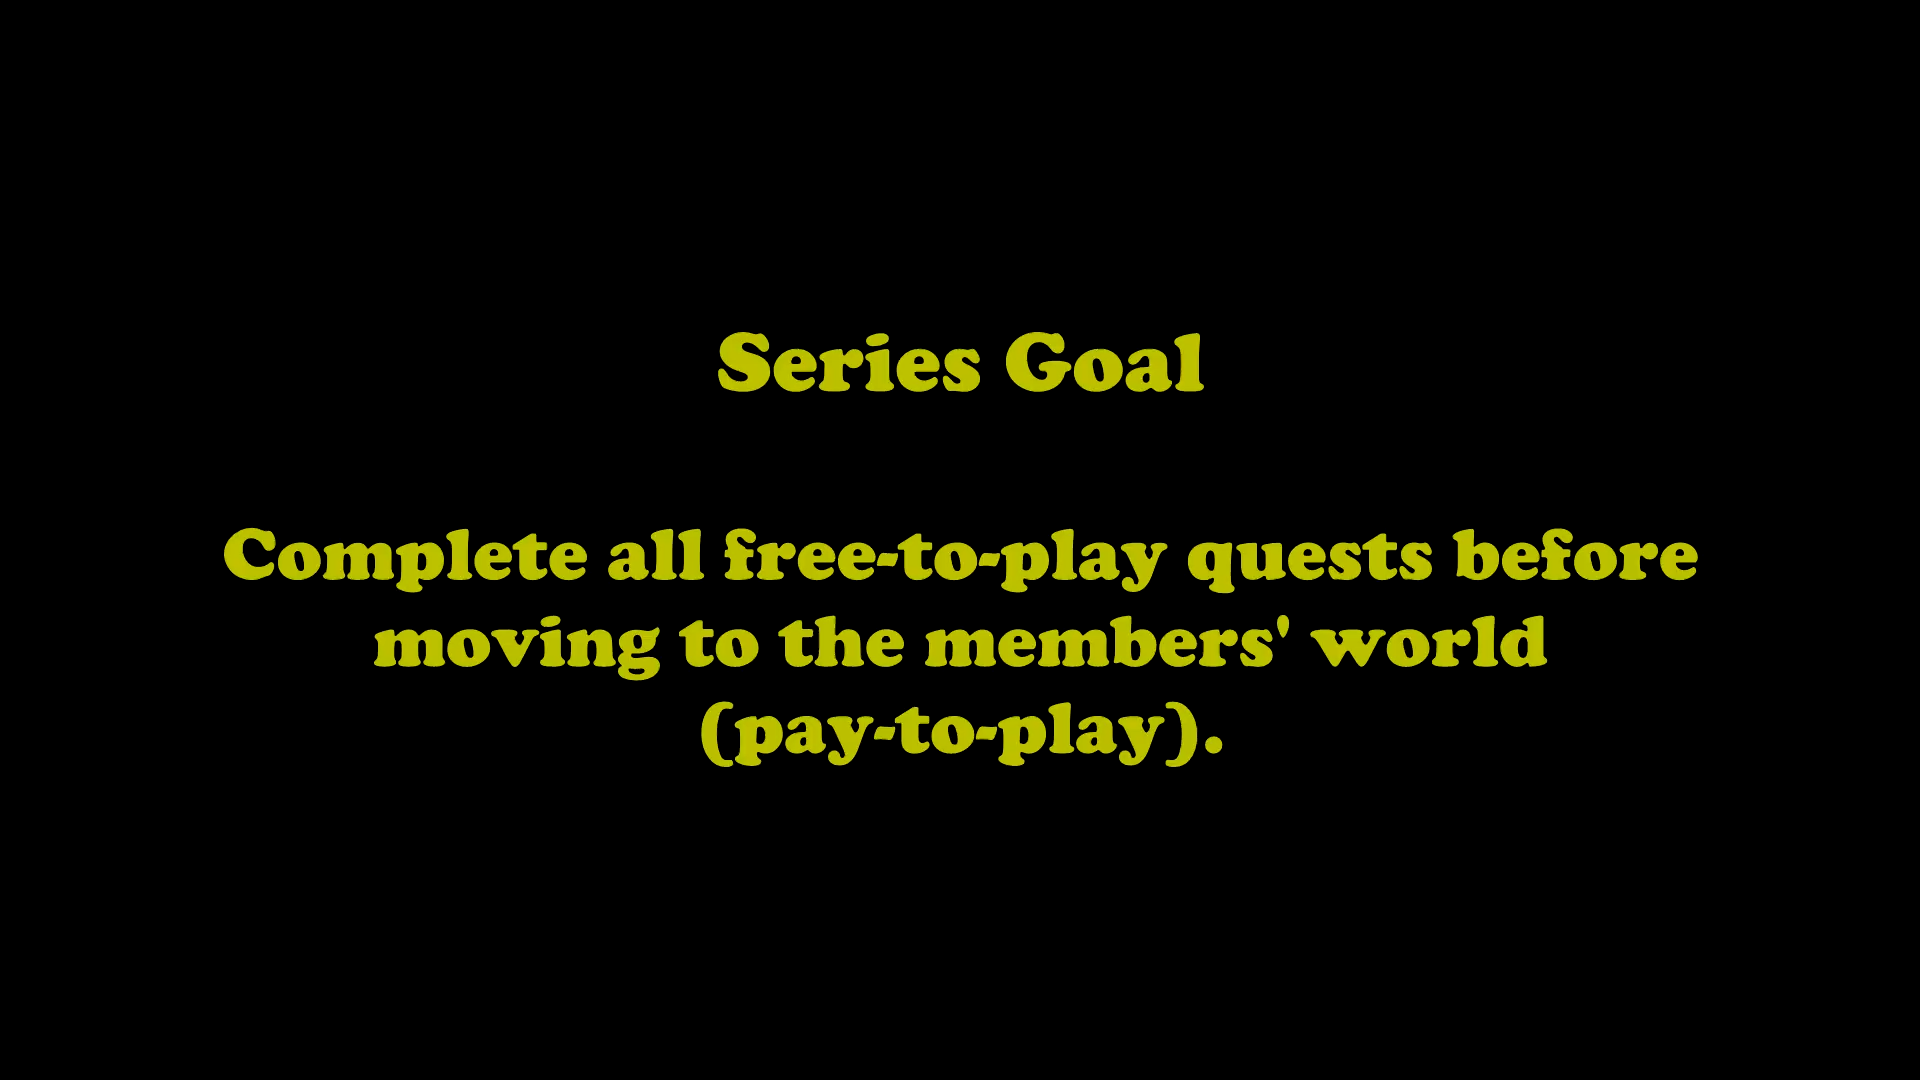 Series Goal
Complete all free-to-play quests before
moving to the members' world
(pay-to-play).